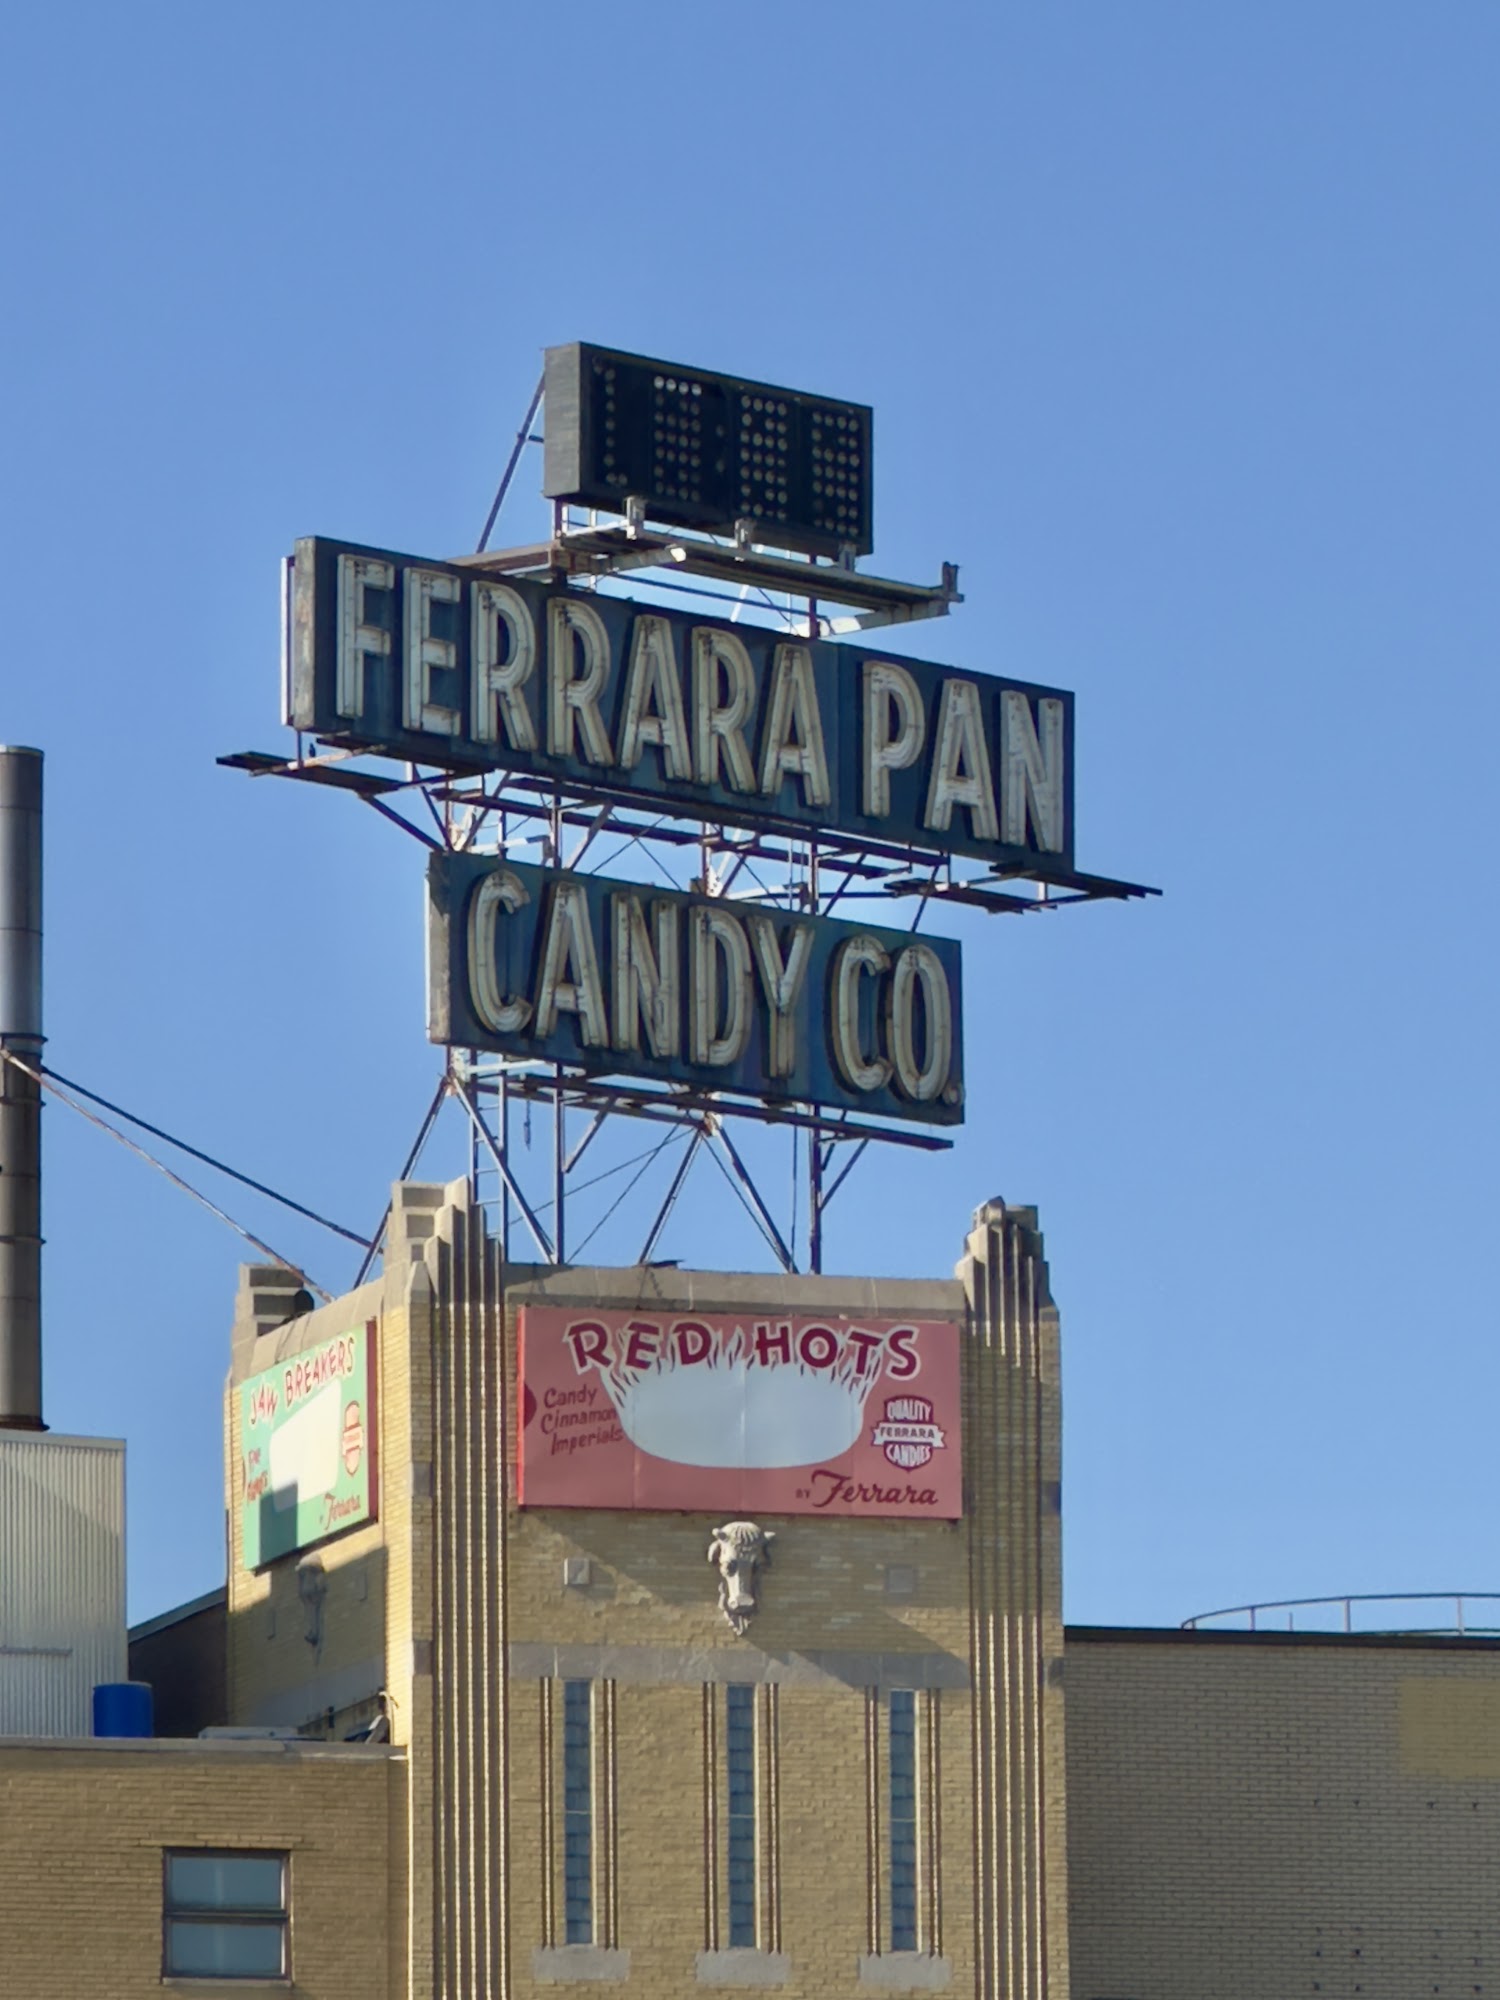 FERRARA PAN
CANDY CO.
RED HOTS
Candy
Cinnamon
Imperials
QUALITY
FERRARA
CANDIES
BY Ferrara
JAW BREAKERS
Ferrara